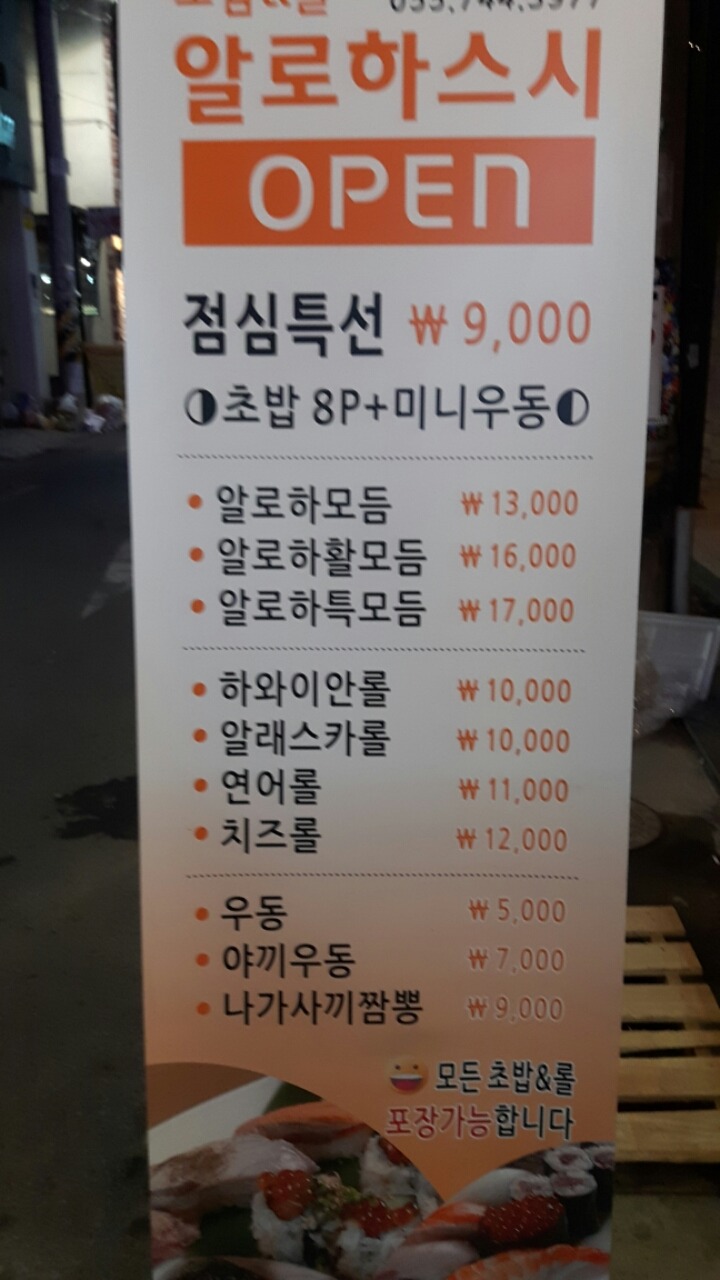 알로하스시
OPEN
점심특선 ₩ 9,000
초밥 8P+미니우동
• 알로하모듬 ₩ 13,000
• 알로하활모듬 ₩ 16,000
• 알로하특모듬 ₩ 17,000
• 하와이안롤 ₩ 10,000
• 알래스카롤 ₩ 10,000
• 연어롤 ₩ 11,000
• 치즈롤 ₩ 12,000
• 우동 ₩ 5,000
• 야끼우동 ₩ 7,000
• 나가사끼짬뽕 ₩ 9,000
모든 초밥&롤
포장가능합니다